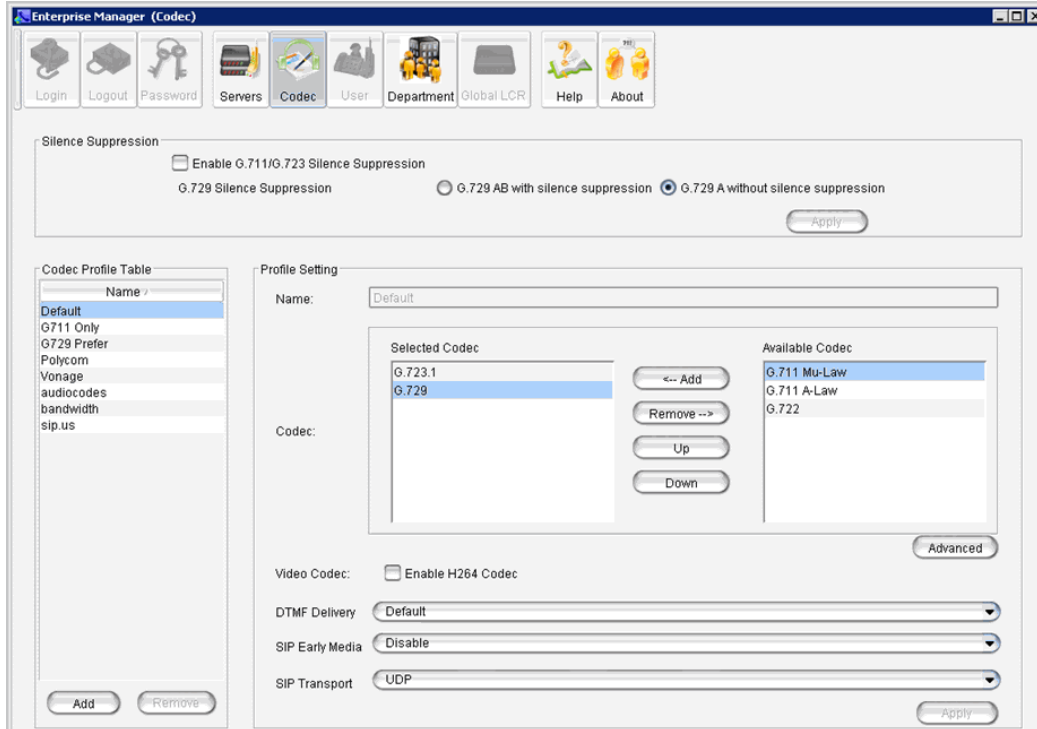 Enterprise Manager (Codec)
Login Logout Password Servers Codec User Department Global LCR Help About
Silence Suppression
Enable G.711/G.723 Silence Suppression
G.729 Silence Suppression G.729 AB with silence suppression G.729 A without silence suppression
Apply
Codec Profile Table
Name
Default
G711 Only
G729 Prefer
Polycom
Vonage
audiocodes
bandwidth
sip.us
Add Remove
Profile Setting
Name: Default
Codec:
Selected Codec
G.723.1
G.729
<-- Add
Remove -->
Up
Down
Available Codec
G.711 Mu-Law
G.711 A-Law
G.722
Advanced
Video Codec: Enable H264 Codec
DTMF Delivery Default
SIP Early Media Disable
SIP Transport UDP
Apply